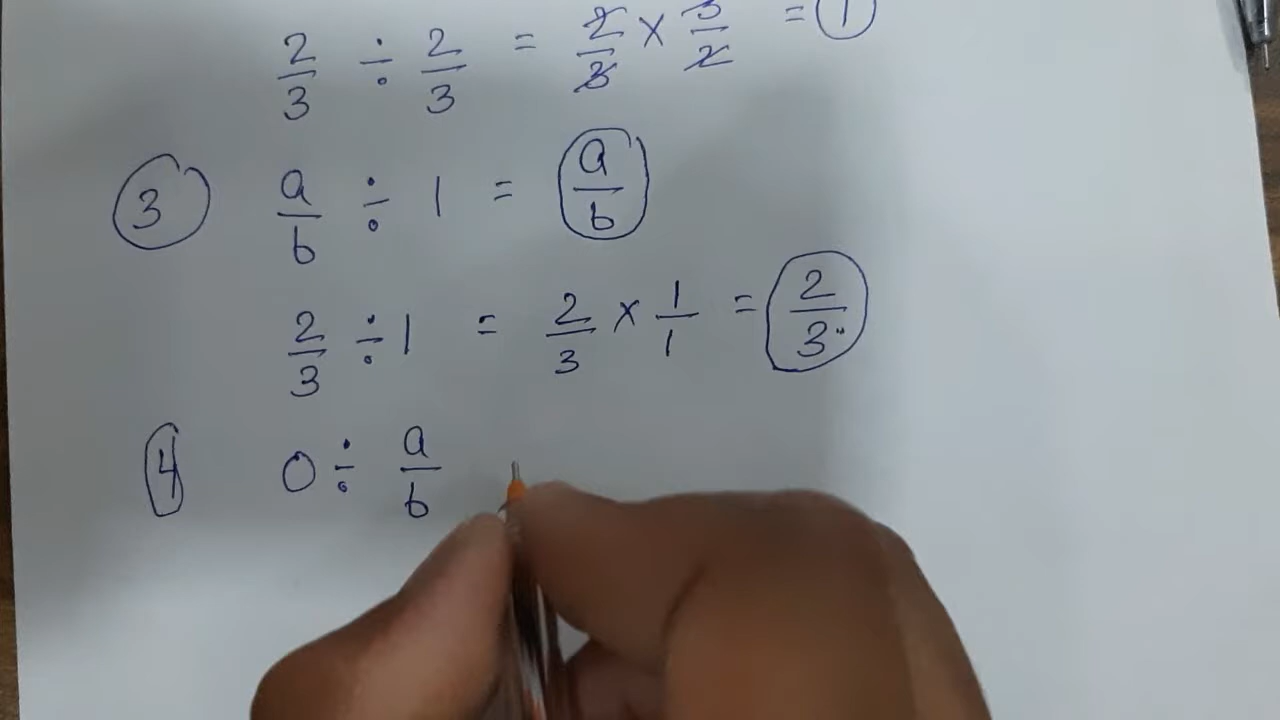 2/3 ÷ 2/3 = 2/3 × 3/2 = 1
3 a/b ÷ 1 = a/b
2/3 ÷ 1 = 2/3 × 1/1 = 2/3
4 0 ÷ a/b